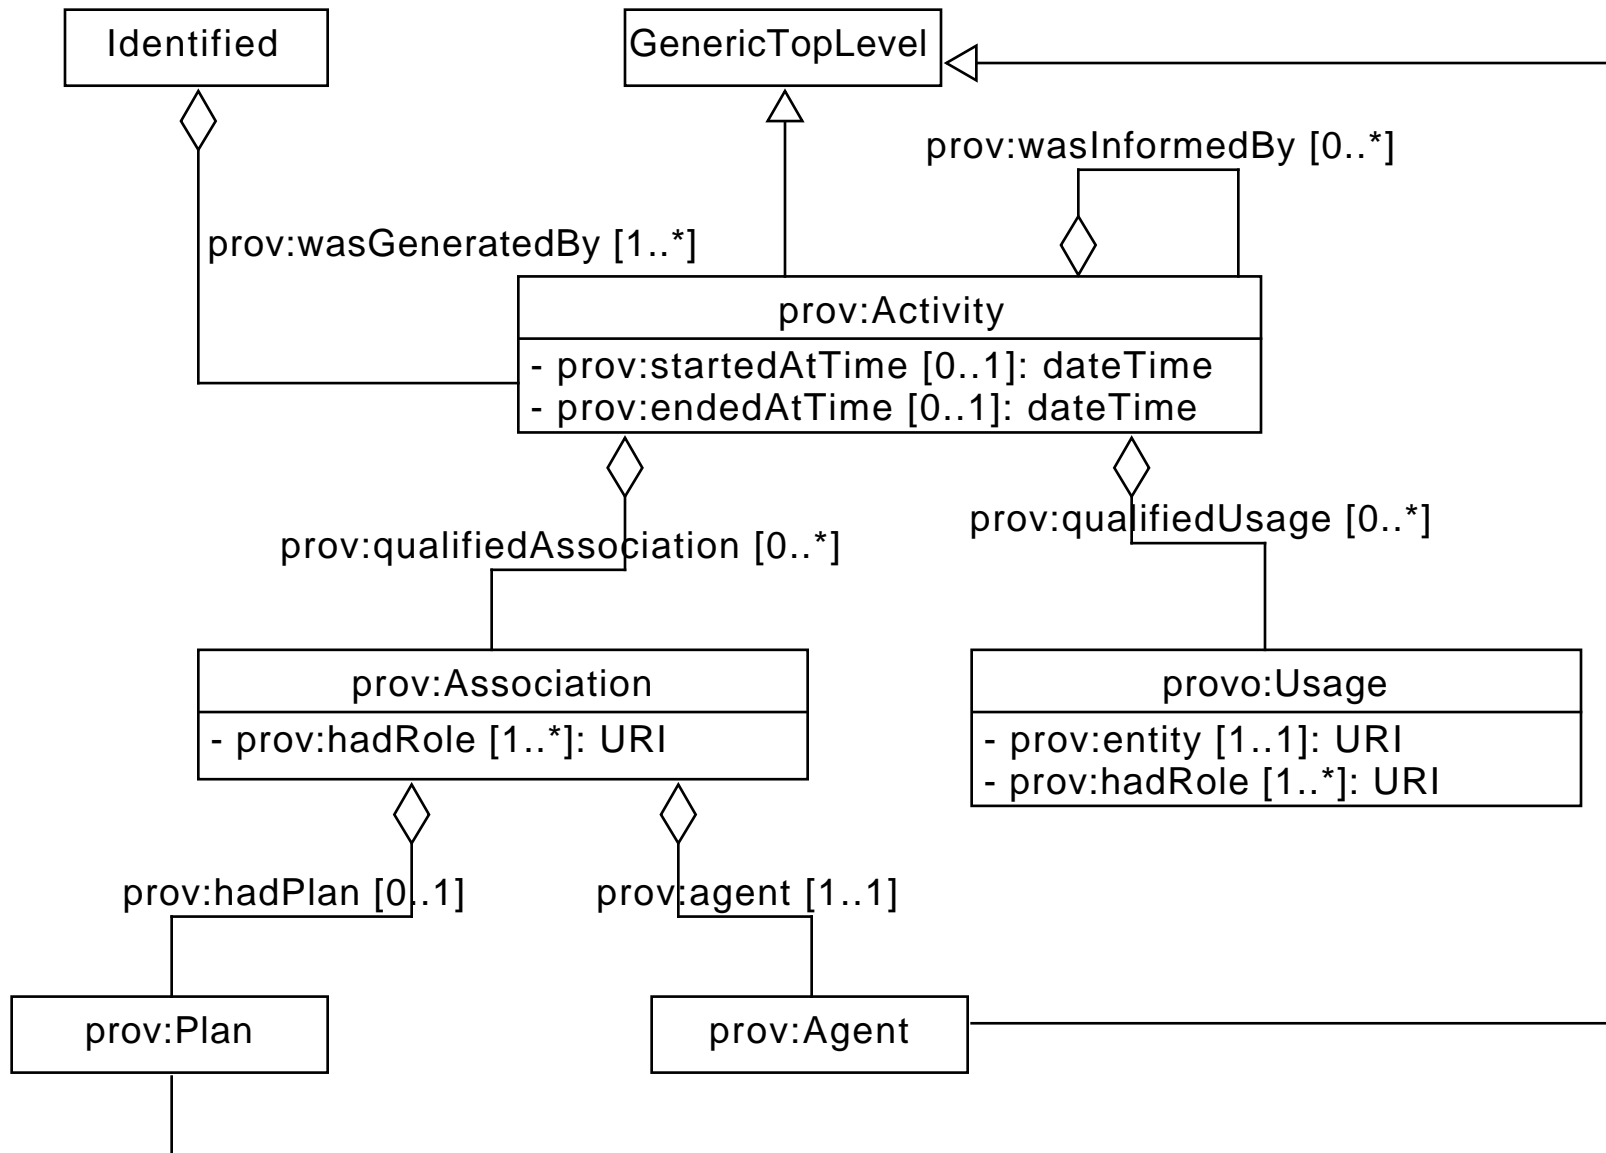 Identified
GenericTopLevel
prov:wasInformedBy [0..*]
prov:wasGeneratedBy [1..*]
prov:Activity
- prov:startedAtTime [0..1]: dateTime
- prov:endedAtTime [0..1]: dateTime
prov:qualifiedUsage [0..*]
prov:qualifiedAssociation [0..*]
prov:Association
- prov:hadRole [1..*]: URI
provo:Usage
- prov:entity [1..1]: URI
- prov:hadRole [1..*]: URI
prov:hadPlan [0..1]
prov:agent [1..1]
prov:Plan
prov:Agent